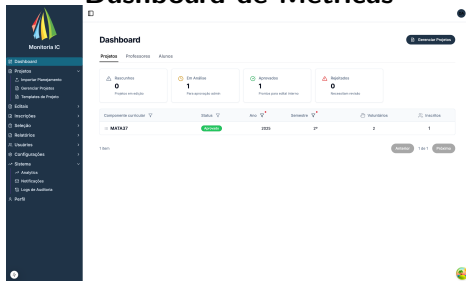 Dashboard de Métricas
Monitoria IC
Dashboard
Projetos
Importar Planejamento
Gerenciar Projetos
Templates de Projeto
Editais
Inscrições
Seleção
Relatórios
Usuários
Configurações
Sistema
Analytics
Notificações
Logs de Auditoria
Perfil
Dashboard
Gerenciar Projetos
Projetos Professores Alunos
Rascunhos
0
Projetos em edição
Em Análise
1
Para aprovação admin
Aprovados
1
Prontos para edital interno
Rejeitados
0
Necessitam revisão
Componente curricular Status Ano Semestre Voluntários Inscritos
MATA37 Aprovado 2025 2º 2 1
1 item
Anterior 1 de 1 Próximo